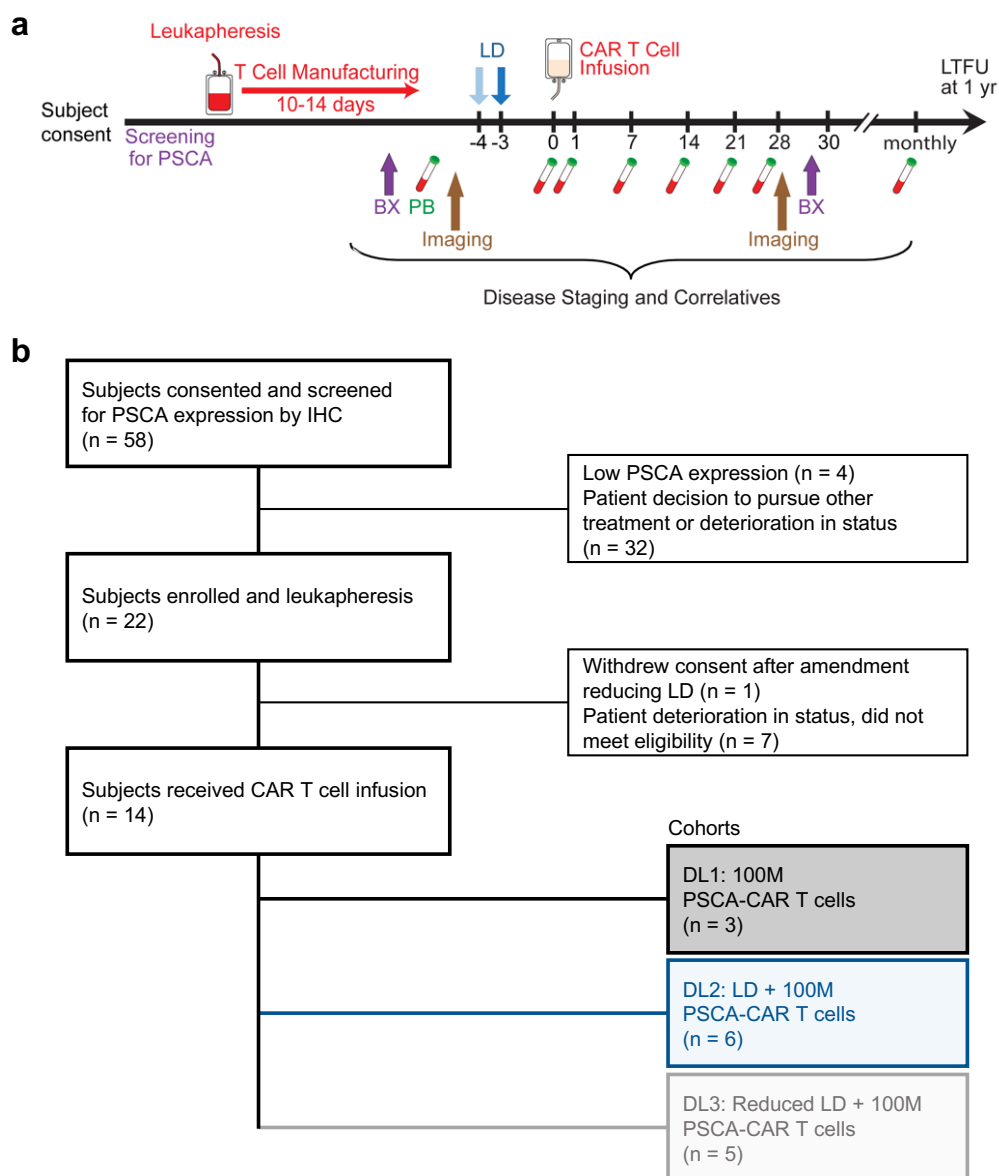 a
Leukapheresis
T Cell Manufacturing
10-14 days
LD
CAR T Cell
Infusion
LTFU
at 1 yr
Subject
consent
Screening
for PSCA
-4 -3 0 1 7 14 21 28 30 monthly
BX PB BX
Imaging Imaging
Disease Staging and Correlatives
b
Subjects consented and screened
for PSCA expression by IHC
(n = 58)
Low PSCA expression (n = 4)
Patient decision to pursue other
treatment or deterioration in status
(n = 32)
Subjects enrolled and leukapheresis
(n = 22)
Withdrew consent after amendment
reducing LD (n = 1)
Patient deterioration in status, did not
meet eligibility (n = 7)
Subjects received CAR T cell infusion
(n = 14)
Cohorts
DL1: 100M
PSCA-CAR T cells
(n = 3)
DL2: LD + 100M
PSCA-CAR T cells
(n = 6)
DL3: Reduced LD + 100M
PSCA-CAR T cells
(n = 5)